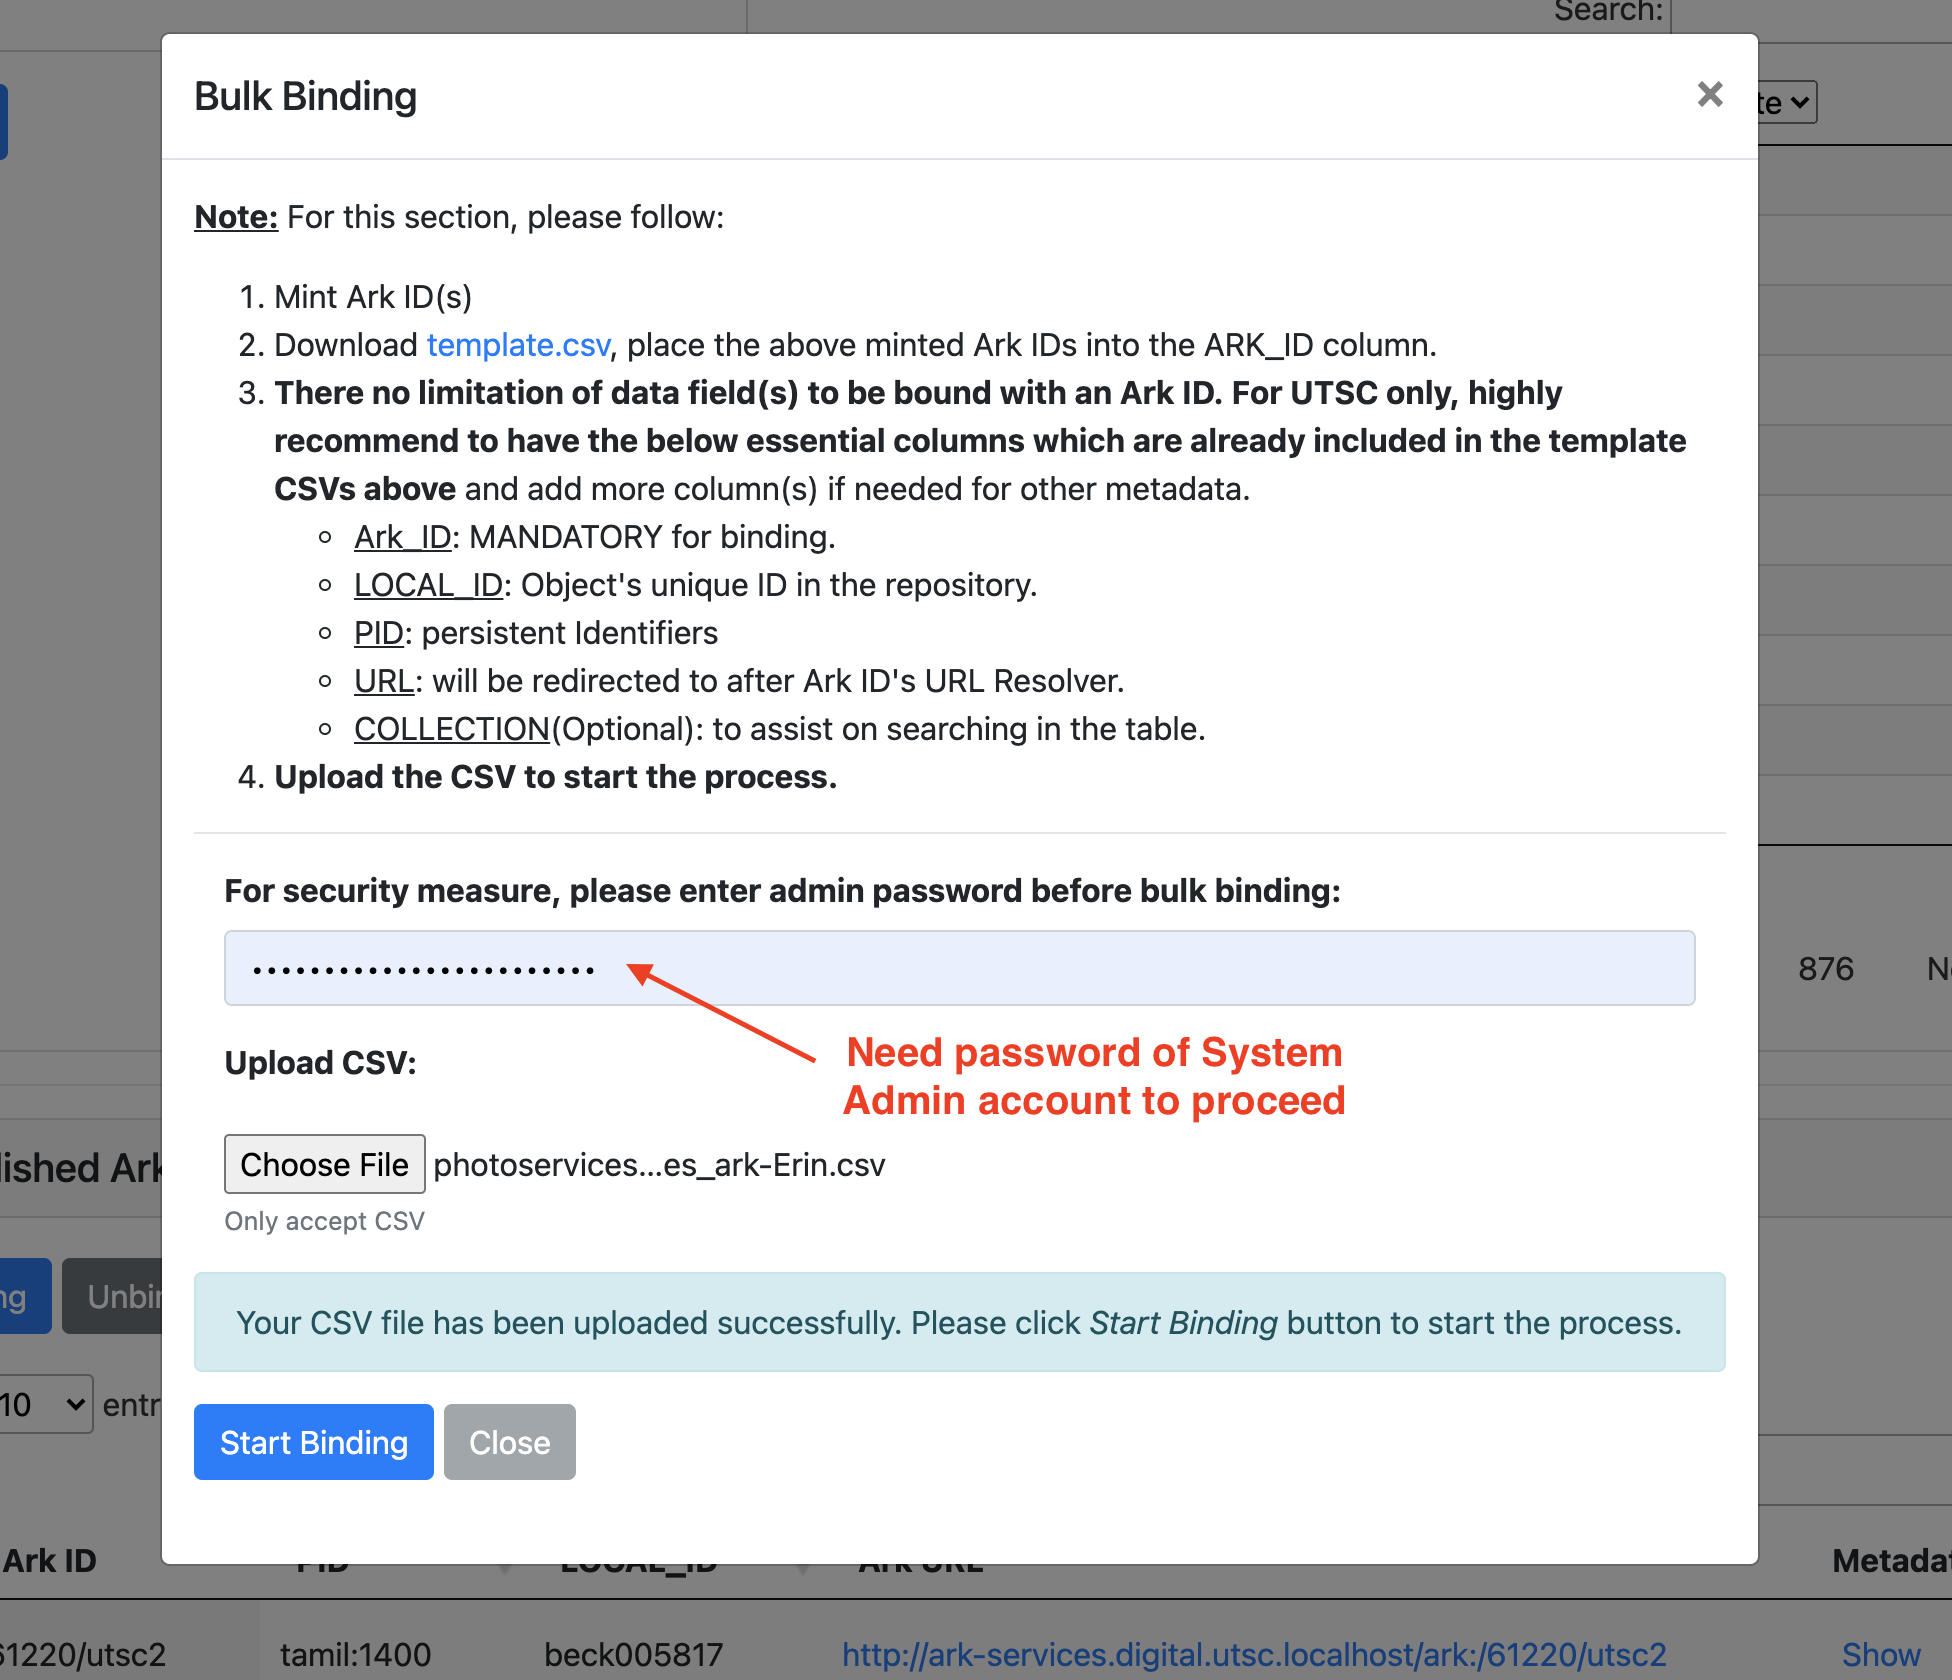 Search:
Bulk Binding
×
te
Note: For this section, please follow:
1. Mint Ark ID(s)
2. Download template.csv, place the above minted Ark IDs into the ARK_ID column.
3. There no limitation of data field(s) to be bound with an Ark ID. For UTSC only, highly
recommend to have the below essential columns which are already included in the template
CSVs above and add more column(s) if needed for other metadata.
Ark_ID: MANDATORY for binding.
LOCAL_ID: Object's unique ID in the repository.
PID: persistent Identifiers
URL: will be redirected to after Ark ID's URL Resolver.
COLLECTION(Optional): to assist on searching in the table.
4. Upload the CSV to start the process.
For security measure, please enter admin password before bulk binding:
876
Need password of System
Admin account to proceed
Upload CSV:
lished Ark
Choose File photoservices...es_ark-Erin.csv
Only accept CSV
ng Unbin
Your CSV file has been uploaded successfully. Please click Start Binding button to start the process.
10 entr
Start Binding Close
Ark ID PID LOCAL_ID Ark URL Metadat
61220/utsc2 tamil:1400 beck005817 http://ark-services.digital.utsc.localhost/ark:/61220/utsc2 Show